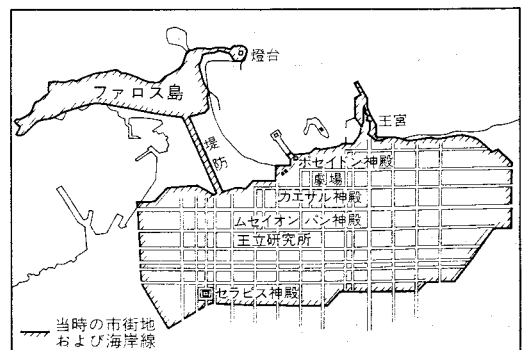 燈台
ファロス島
王宮
堤防
ポセイドン神殿
劇場
カエサル神殿
ムセイオン パン神殿
王立研究所
セラピス神殿
当時の市街地
および海岸線